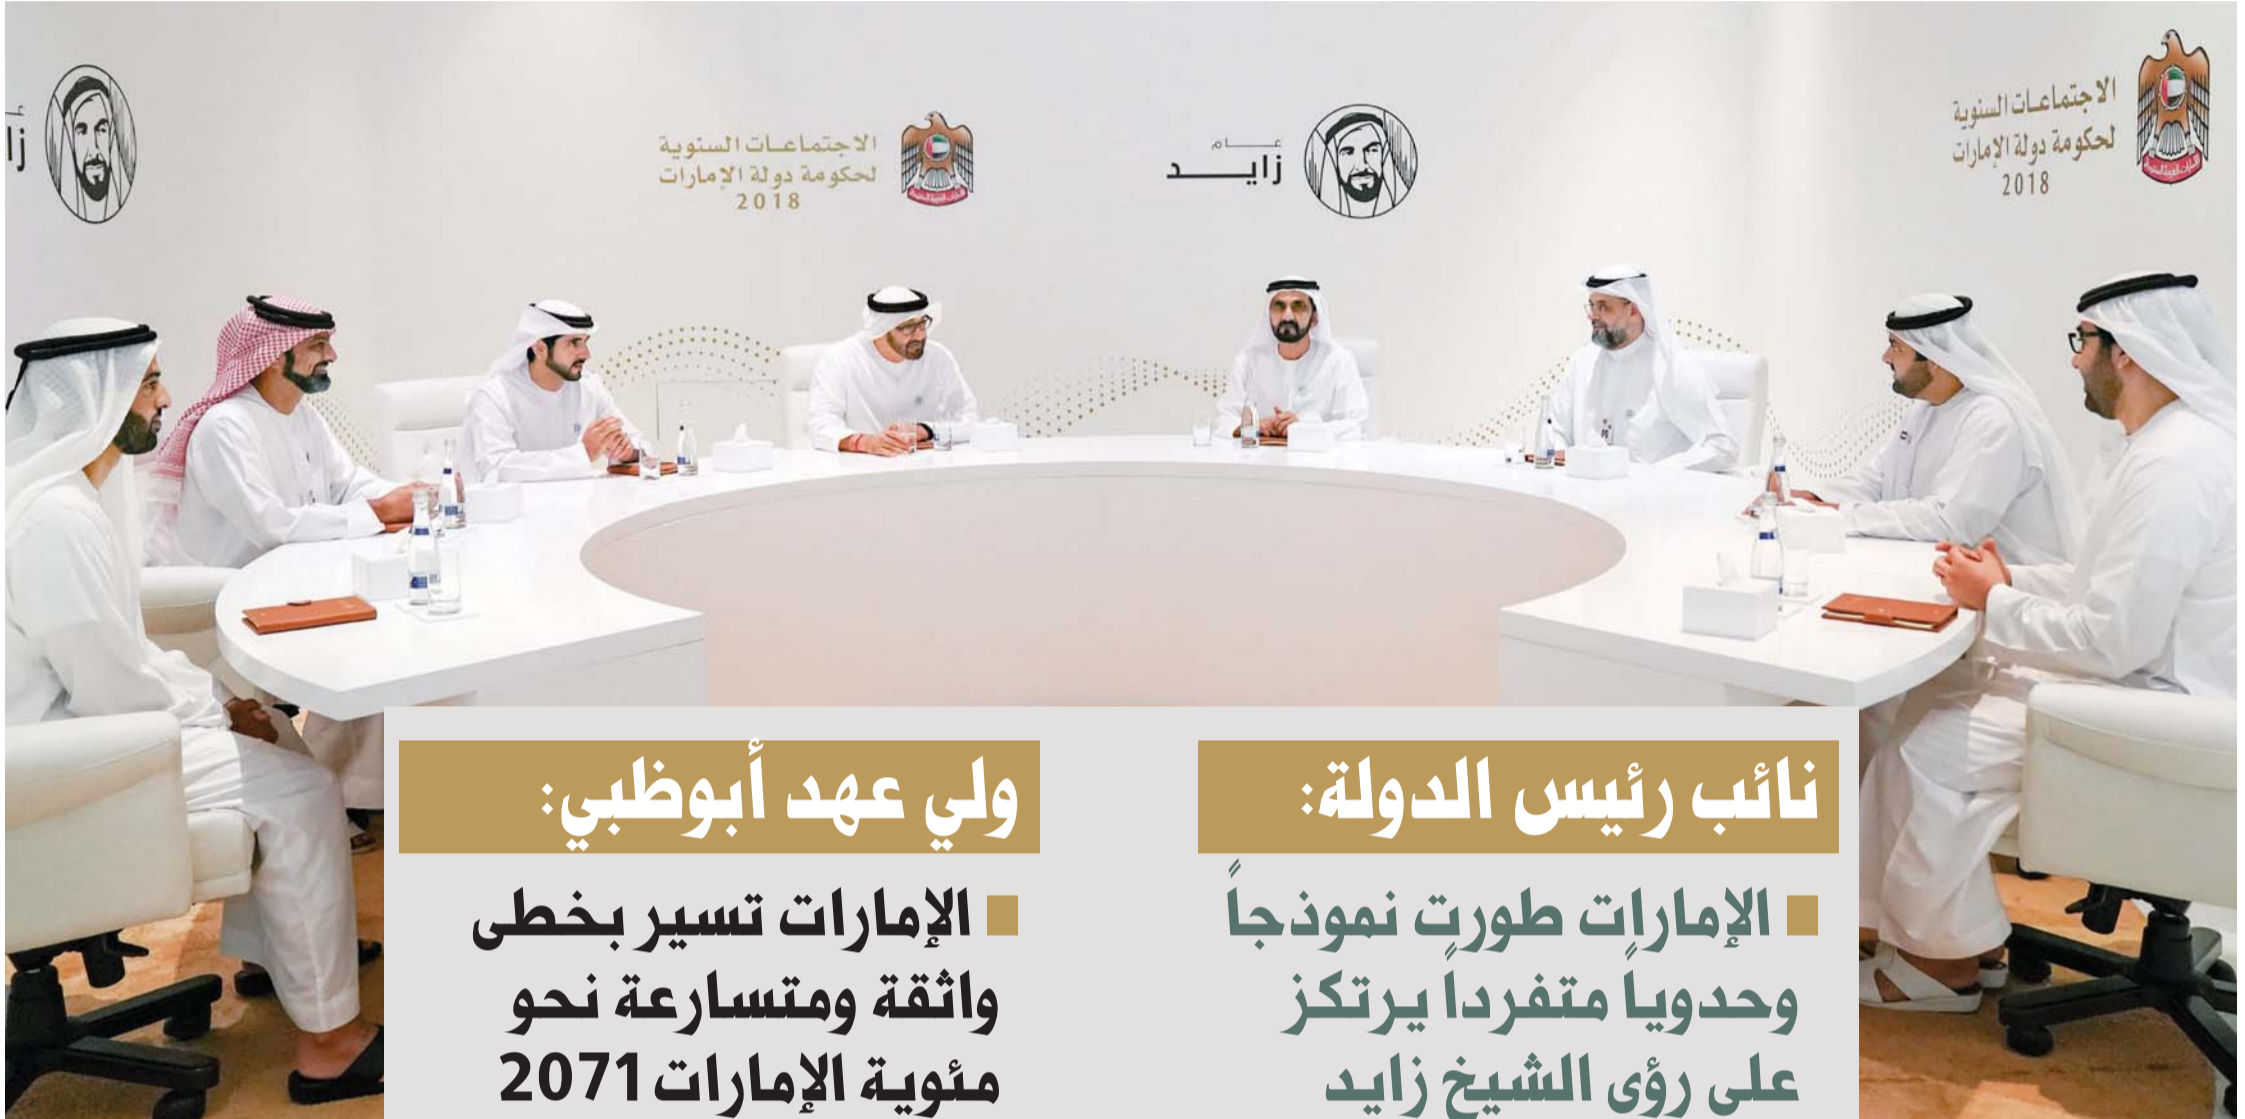 الاجتماعات السنوية
لحكومة دولة الإمارات
2018
عام
زايد
الاجتماعات السنوية
لحكومة دولة الإمارات
2018
نائب رئيس الدولة:
الإمارات طورت نموذجاً
وحدوياً متفرداً يرتكز
على رؤى الشيخ زايد
ولي عهد أبوظبي:
الإمارات تسير بخطى
واثقة ومتسارعة نحو
مئوية الإمارات 2071